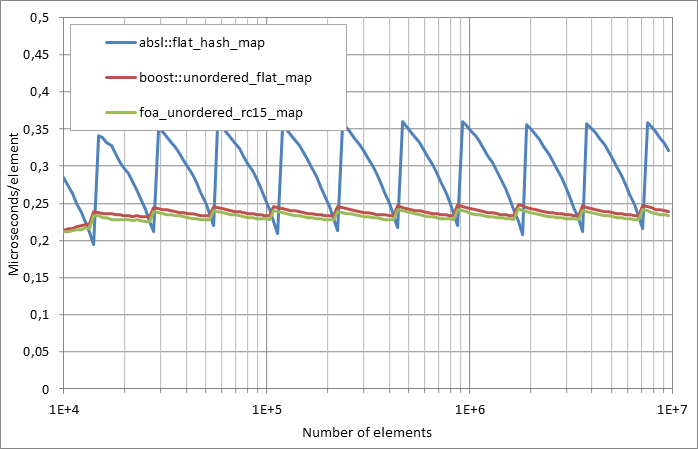 0,5
0,45
0,4
0,35
0,3
0,25
0,2
0,15
0,1
0,05
0
Microseconds/element
absl::flat_hash_map
boost::unordered_flat_map
foa_unordered_rc15_map
1E+4 1E+5 1E+6 1E+7
Number of elements